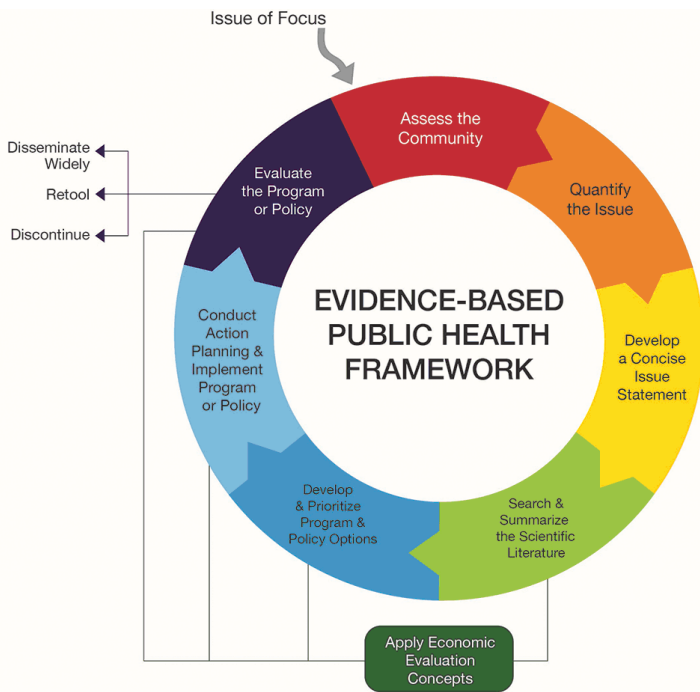 Issue of Focus
Assess the
Community
Quantify
the Issue
Develop
a Concise
Issue
Statement
Search &
Summarize
the Scientific
Literature
Develop
& Prioritize
Program &
Policy Options
Conduct
Action
Planning &
Implement
Program
or Policy
Evaluate
the Program
or Policy
Disseminate
Widely
Retool
Discontinue
EVIDENCE-BASED
PUBLIC HEALTH
FRAMEWORK
Apply Economic
Evaluation
Concepts